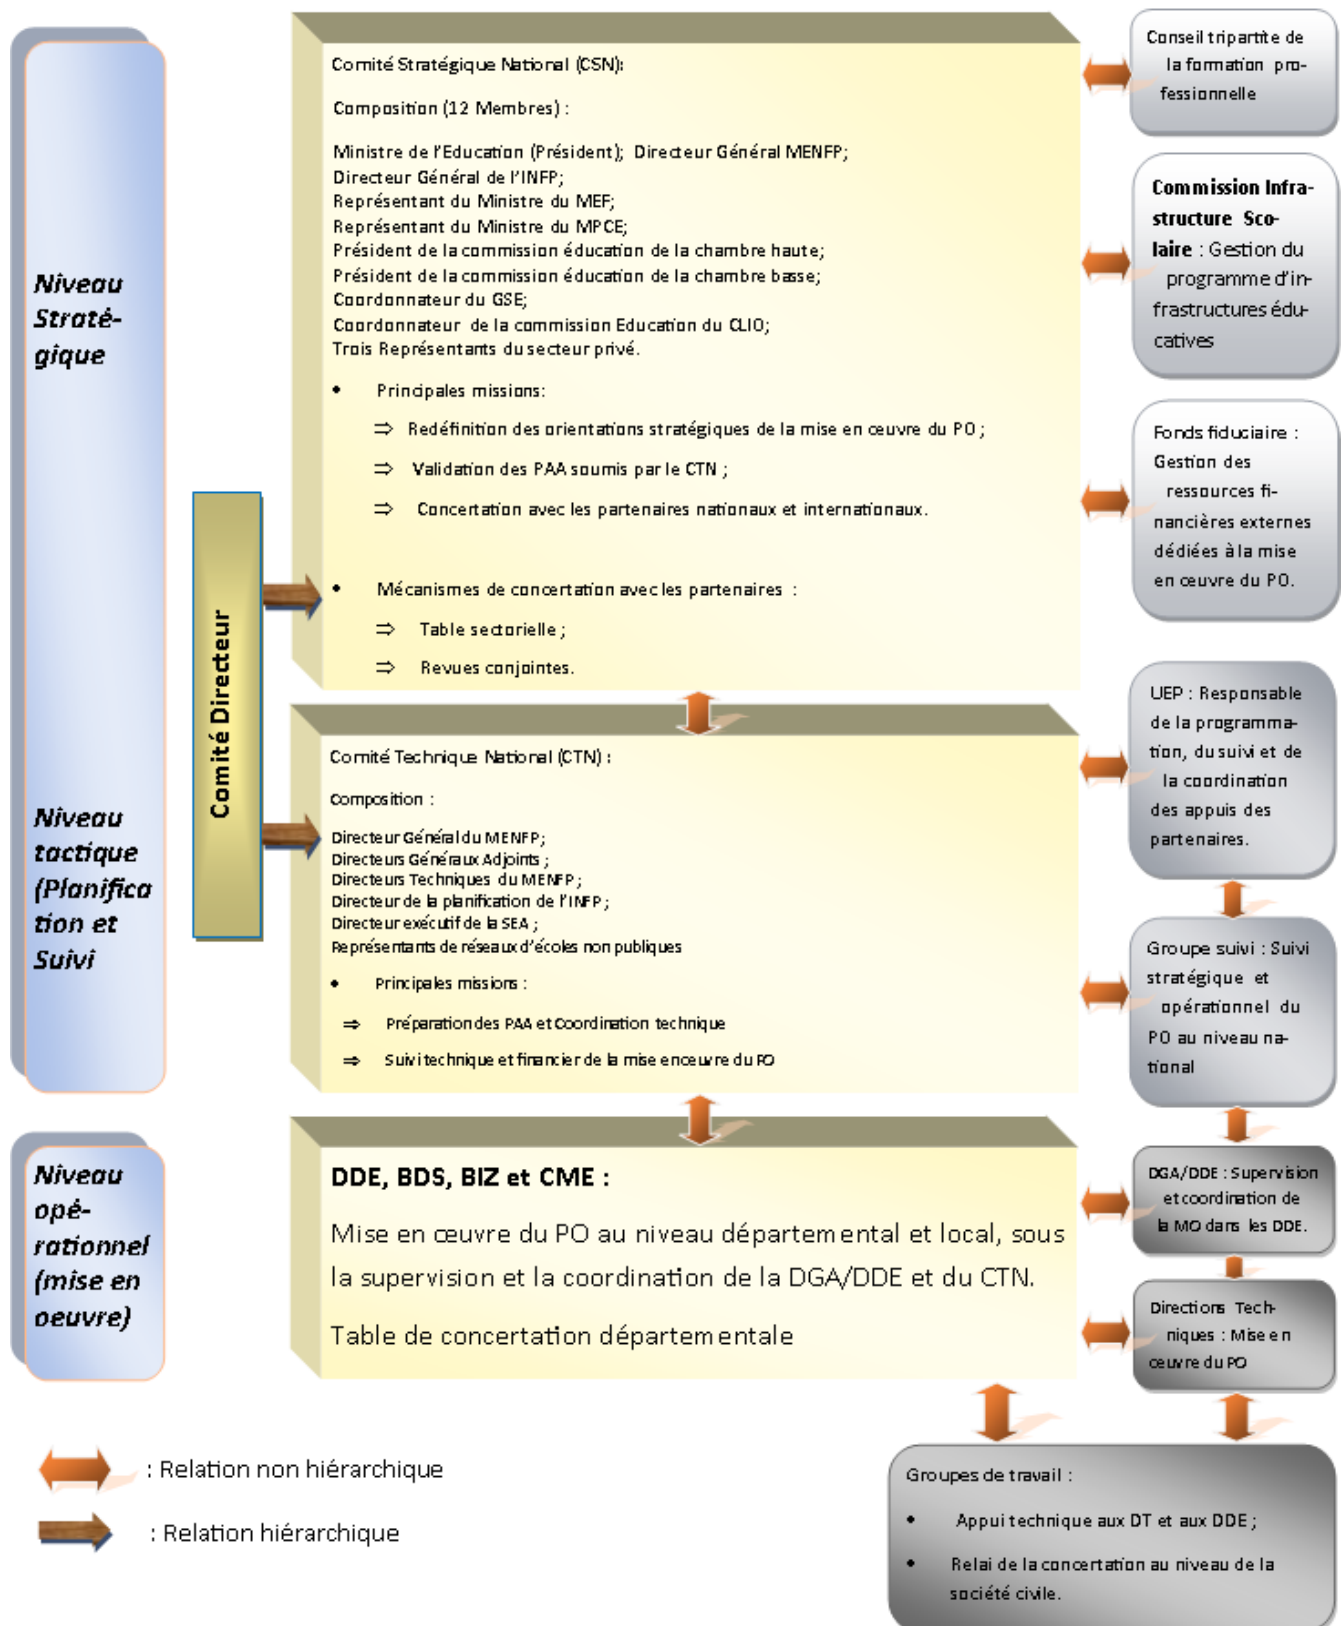 Niveau
Straté-
gique
Niveau
tactique
(Planifica
tion et
Suivi
Niveau
opé-
rationnel
(mise en
oeuvre)
Comité Directeur
Comité Stratégique National (CSN):
Composition (12 Membres) :
Ministre de l'Education (Président); Directeur Général MENFP;
Directeur Général de l'INFP;
Représentant du Ministre du MEF;
Représentant du Ministre du MPCE;
Président de la commission éducation de la chambre haute;
Président de la commission éducation de la chambre basse;
Coordonnateur du GSE;
Coordonnateur de la commission Education du CLIO;
Trois Représentants du secteur privé.
• Principales missions:
⇒ Redéfinition des orientations stratégiques de la mise en œuvre du PO ;
⇒ Validation des PAA soumis par le CTN ;
⇒ Concertation avec les partenaires nationaux et internationaux.
• Mécanismes de concertation avec les partenaires :
⇒ Table sectorielle ;
⇒ Revues conjointes.
Comité Technique National (CTN) :
Composition :
Directeur Général du MENFP;
Directeurs Généraux Adjoints ;
Directeurs Techniques du MENFP;
Directeur de la planification de l'INFP;
Directeur exécutif de la SEA ;
Représentants de réseaux d'écoles non publiques
• Principales missions :
⇒ Préparation des PAA et Coordination technique
⇒ Suivi technique et financier de la mise en œuvre du PO
DDE, BDS, BIZ et CME :
Mise en œuvre du PO au niveau départemental et local, sous
la supervision et la coordination de la DGA/DDE et du CTN.
Table de concertation départementale
Conseil tripartite de
la formation pro-
fessionnelle
Commission Infra-
structure Sco-
laire : Gestion du
programme d'in-
frastructures édu-
catives
Fonds fiduciaire :
Gestion des
ressources fi-
nancières externes
dédiées à la mise
en œuvre du PO.
UEP : Responsable
de la programma-
tion, du suivi et de
la coordination
des appuis des
partenaires.
Groupe suivi : Suivi
stratégique et
opérationnel du
PO au niveau na-
tional
DGA/DDE : Supervision
et coordination de
la MO dans les DDE.
Directions Tech-
niques : Mise en
œuvre du PO
Groupes de travail :
• Appui technique aux DT et aux DDE ;
• Relai de la concertation au niveau de la
société civile.
: Relation non hiérarchique
: Relation hiérarchique